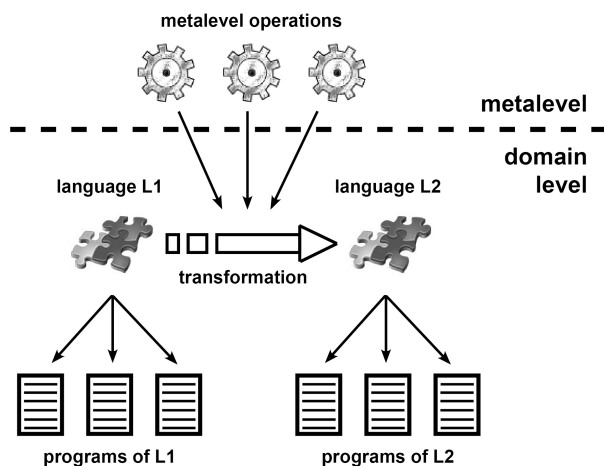 metalevel operations
metalevel
domain
level
language L1
language L2
transformation
programs of L1
programs of L2